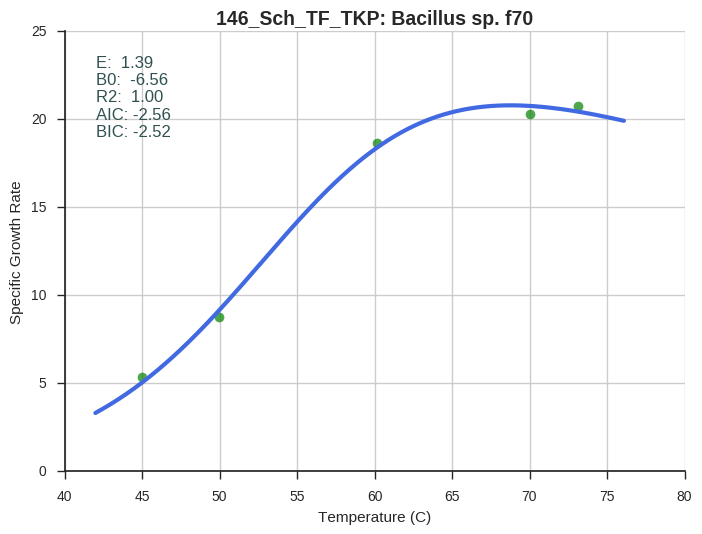 146_Sch_TF_TKP: Bacillus sp. f70
25
E:  1.39
B0:  -6.56
R2:  1.00
AIC: -2.56
BIC: -2.52
20
15
10
5
0
Specific Growth Rate
40 45 50 55 60 65 70 75 80
Temperature (C)